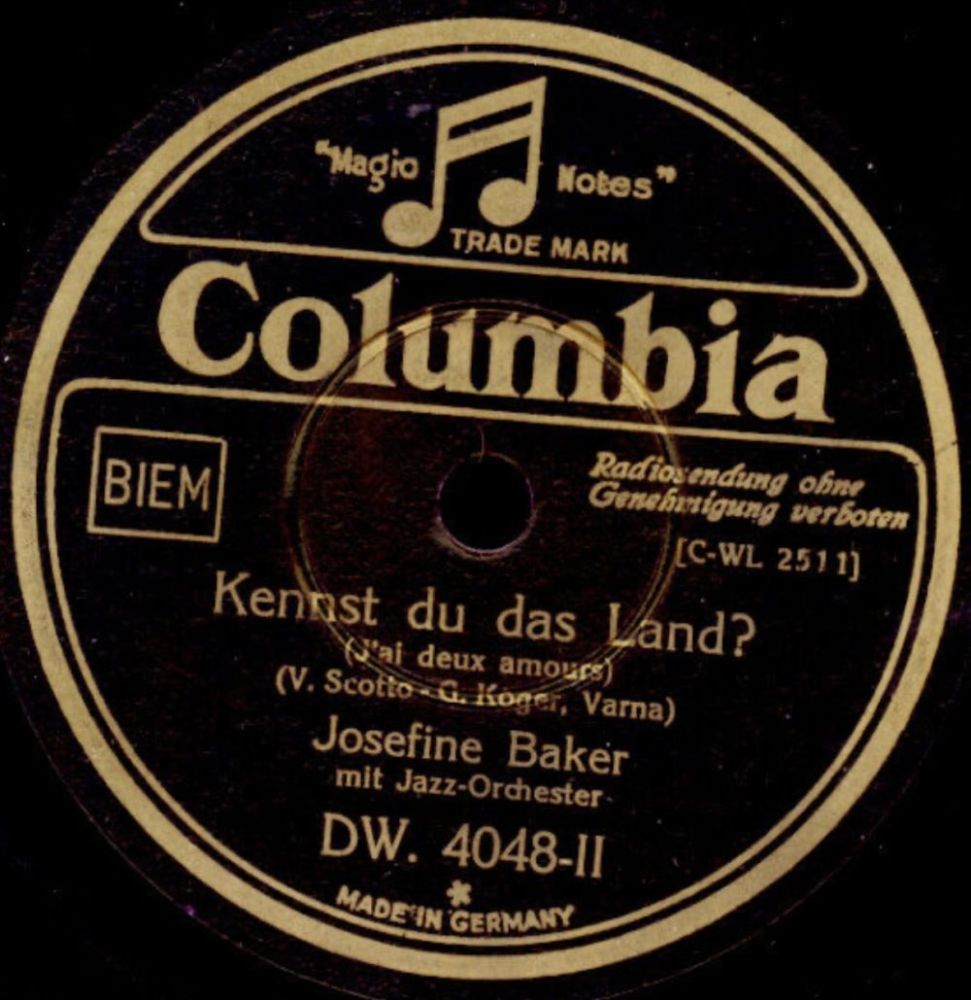 "Magic Notes"
TRADE MARK
Columbia
BIEM
Radiosendung ohne
Genehmigung verboten
[C-WL 2511]
Kennst du das Land?
(J'ai deux amours)
(V. Scotto - G. Koger, Varna)
Josefine Baker
mit Jazz-Orchester
DW. 4048-II
*
MADE IN GERMANY